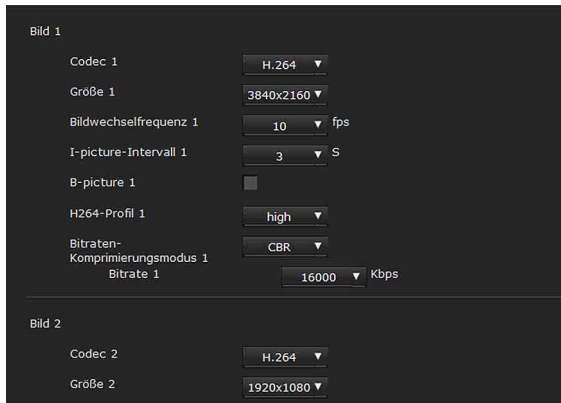 Bild 1
Codec 1 H.264
Größe 1 3840x2160
Bildwechselfrequenz 1 10 fps
I-picture-Intervall 1 3 S
B-picture 1
H264-Profil 1 high
Bitraten-
Komprimierungsmodus 1 CBR
Bitrate 1 16000 Kbps
Bild 2
Codec 2 H.264
Größe 2 1920x1080